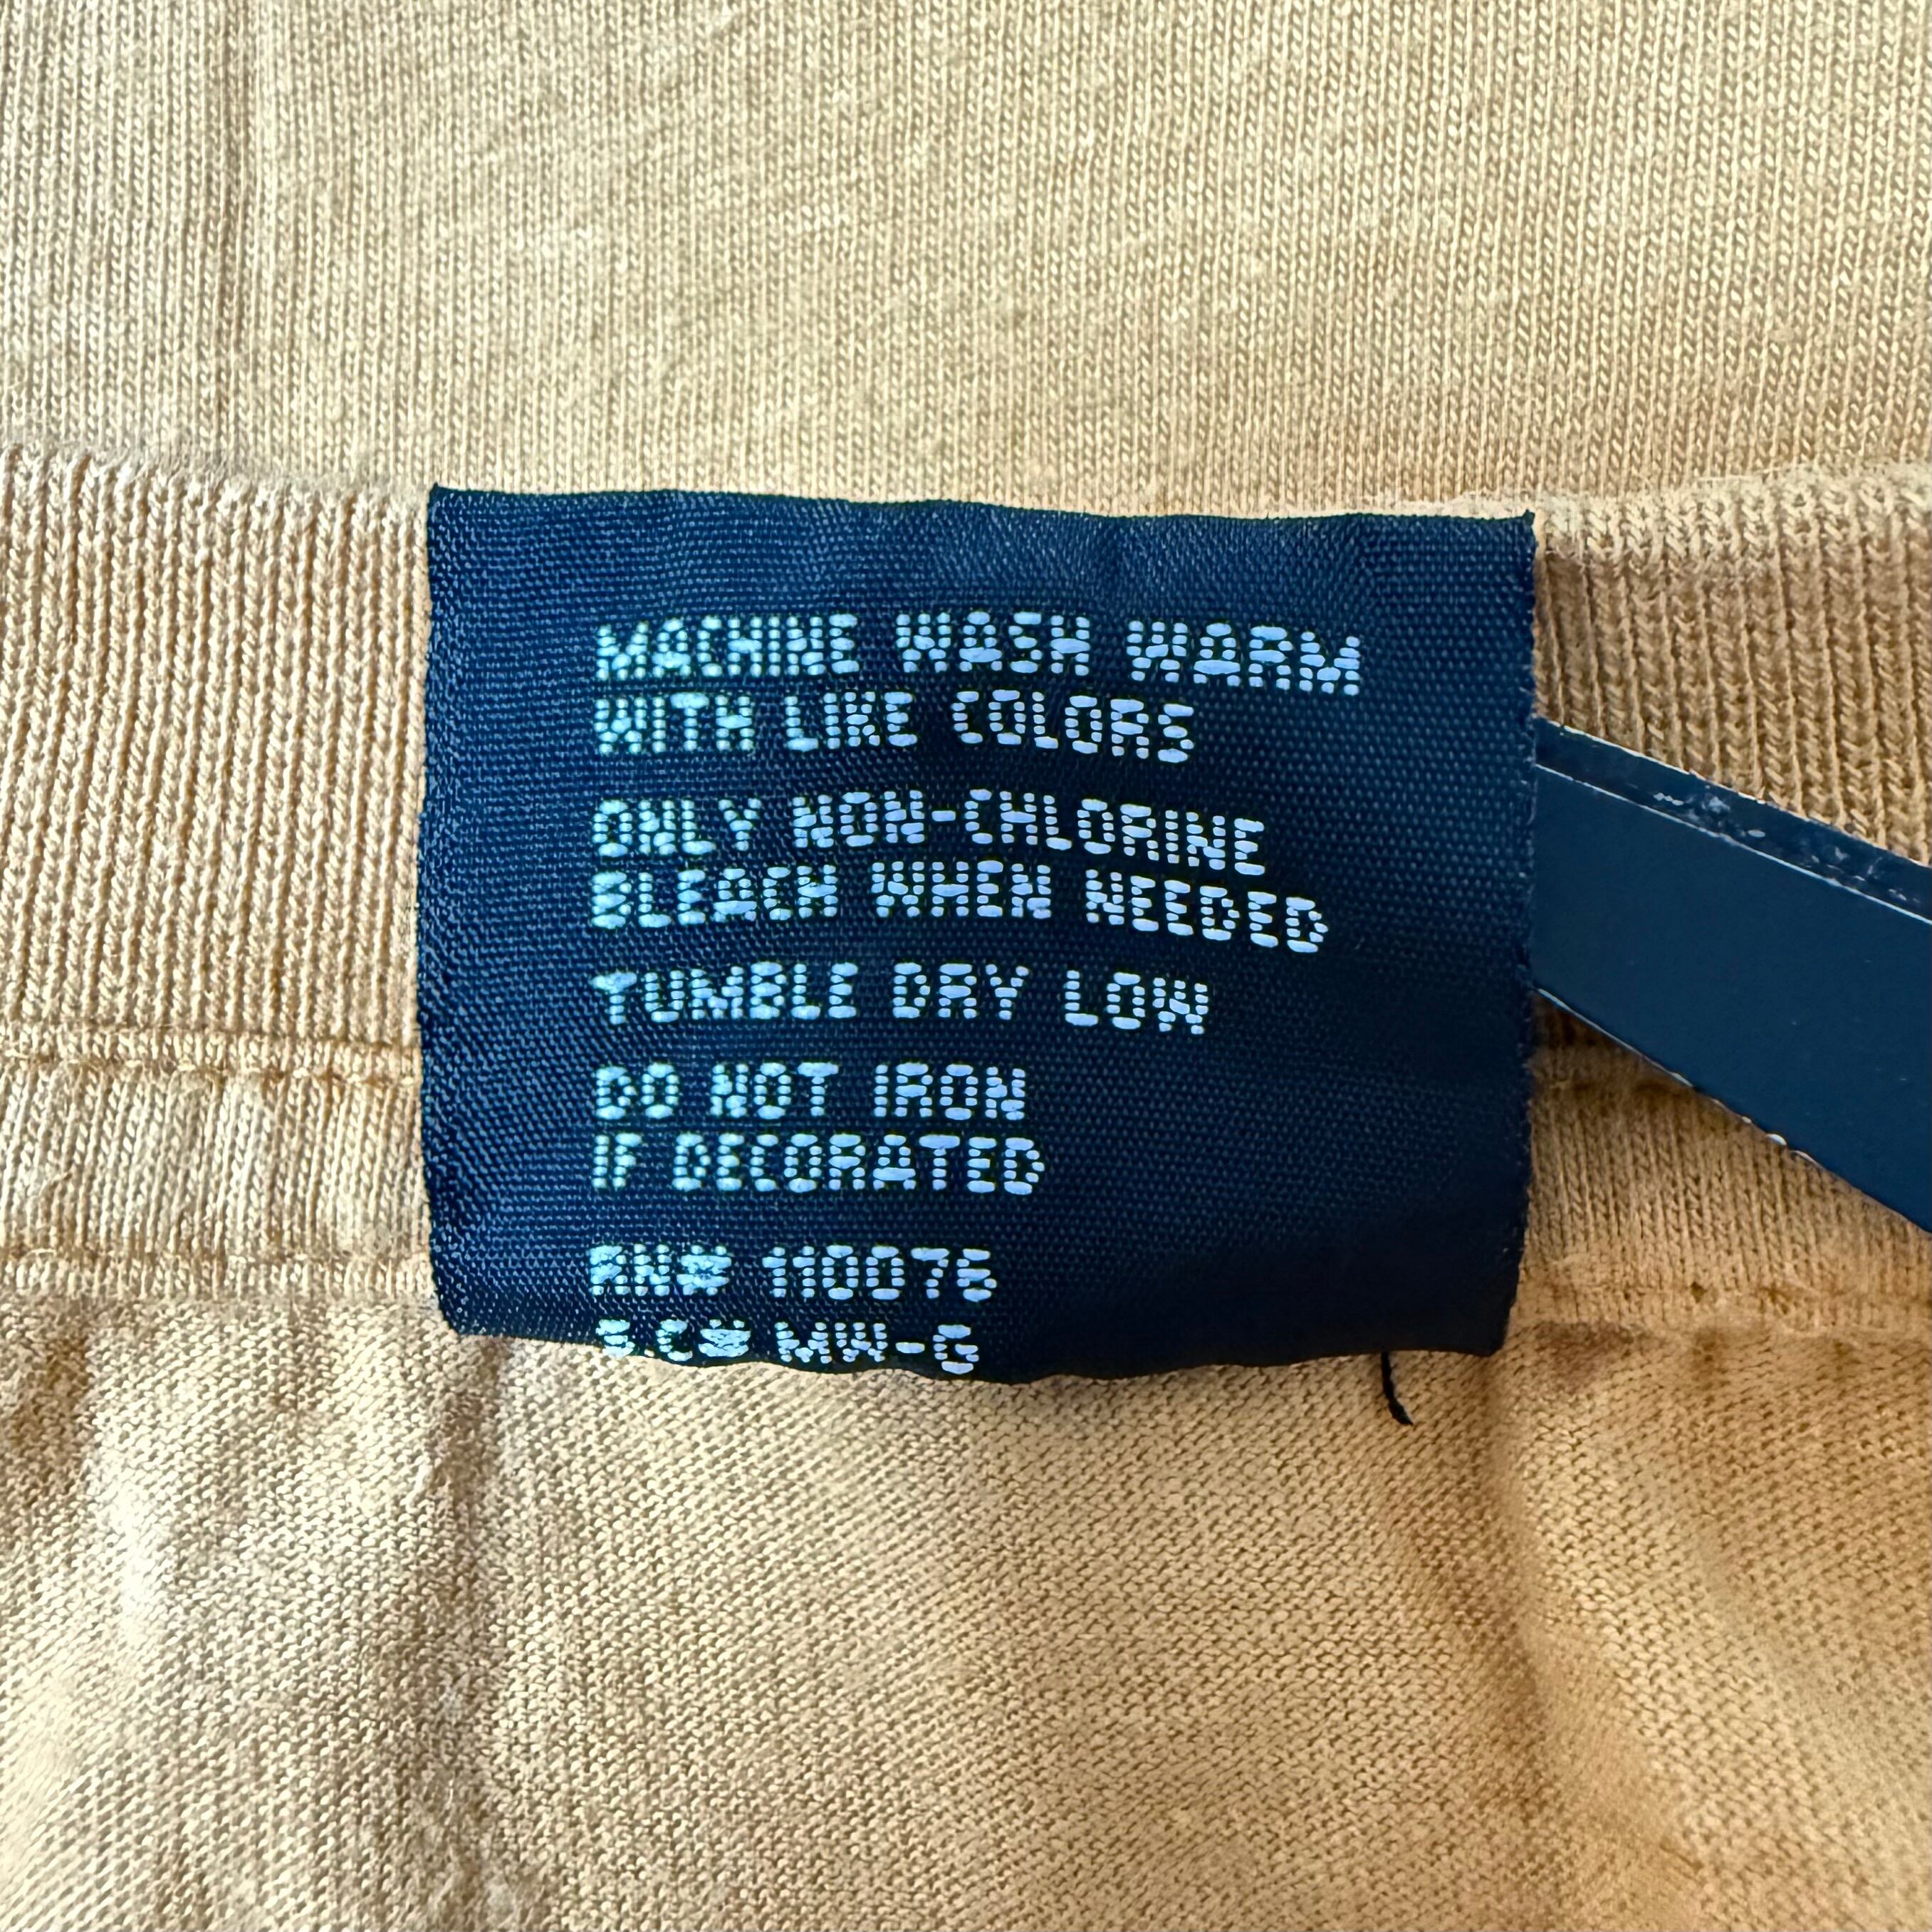 MACHINE WASH WARM
WITH LIKE COLORS
ONLY NON-CHLORINE
BLEACH WHEN NEEDED
TUMBLE DRY LOW
DO NOT IRON
IF DECORATED
RN# 110076
MW-G